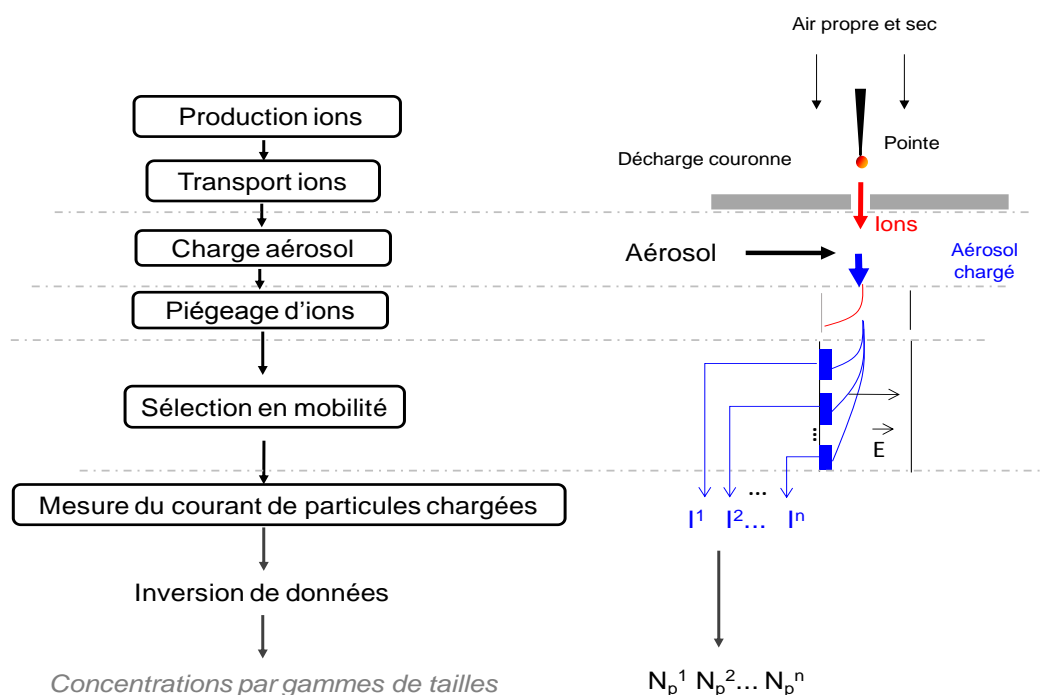 Air propre et sec
Production ions
Pointe
Décharge couronne
Transport ions
Ions
Charge aérosol
Aérosol
Aérosol
chargé
Piégeage d'ions
Sélection en mobilité
...
E
Mesure du courant de particules chargées
...
I¹ I²... Iⁿ
Inversion de données
Concentrations par gammes de tailles
Nₚ¹ Nₚ²... Nₚⁿ